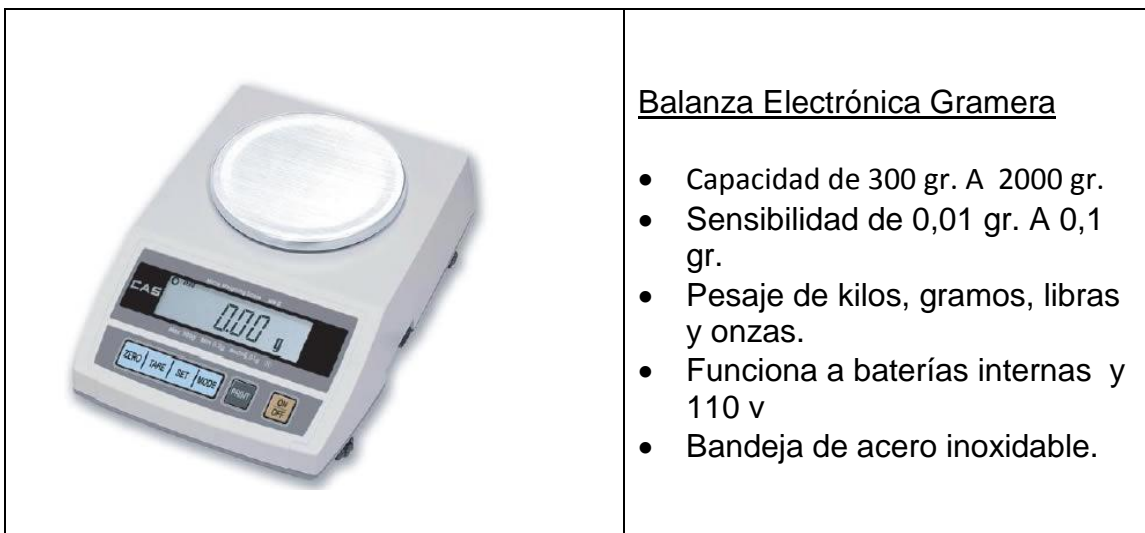 CAS
0.00 g
ZERO TARE SET MODE PRINT ON OFF
Balanza Electrónica Gramera
• Capacidad de 300 gr. A 2000 gr.
• Sensibilidad de 0,01 gr. A 0,1
gr.
• Pesaje de kilos, gramos, libras
y onzas.
• Funciona a baterías internas y
110 v
• Bandeja de acero inoxidable.